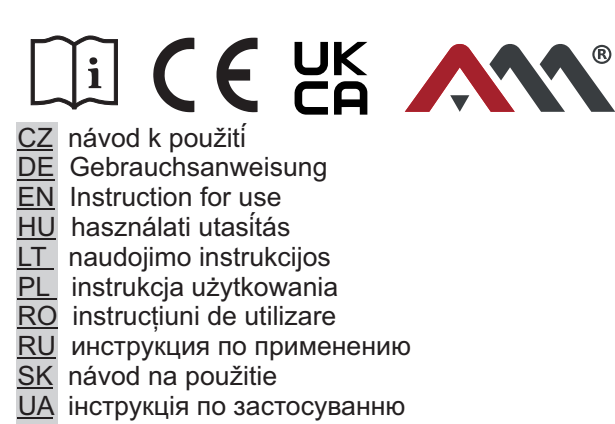 i CE UK CA ®
CZ návod k použití
DE Gebrauchsanweisung
EN Instruction for use
HU használati utasítás
LT naudojimo instrukcijos
PL instrukcja użytkowania
RO instrucțiuni de utilizare
RU инструкция по применению
SK návod na použitie
UA інструкція по застосуванню